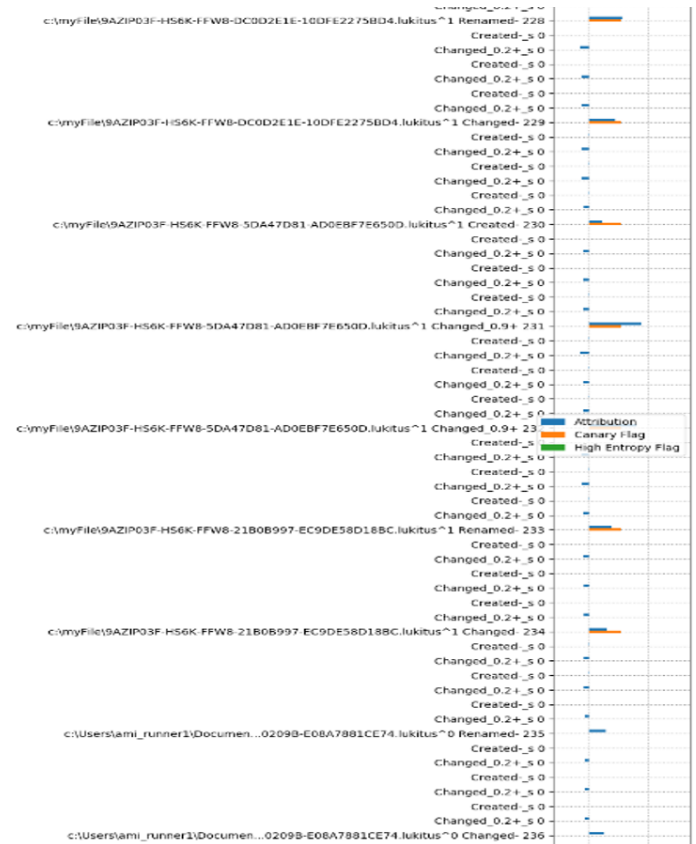 c:\myFile\9AZIP03F-HS6K-FFW8-DC0D2E1E-10DFE2275BD4.lukitus^1 Renamed- 228
Created-_s 0
Changed_0.2+_s 0
Created-_s 0
Changed_0.2+_s 0
Created-_s 0
Changed_0.2+_s 0
c:\myFile\9AZIP03F-HS6K-FFW8-DC0D2E1E-10DFE2275BD4.lukitus^1 Changed- 229
Created-_s 0
Changed_0.2+_s 0
Created-_s 0
Changed_0.2+_s 0
Created-_s 0
Changed_0.2+_s 0
c:\myFile\9AZIP03F-HS6K-FFW8-5DA47D81-AD0EBF7E650D.lukitus^1 Created- 230
Created-_s 0
Changed_0.2+_s 0
Created-_s 0
Changed_0.2+_s 0
Created-_s 0
Changed_0.2+_s 0
c:\myFile\9AZIP03F-HS6K-FFW8-5DA47D81-AD0EBF7E650D.lukitus^1 Changed_0.9+ 231
Created-_s 0
Changed_0.2+_s 0
Created-_s 0
Changed_0.2+_s 0
Created-_s 0
Changed_0.2+_s 0
Attribution
c:\myFile\9AZIP03F-HS6K-FFW8-5DA47D81-AD0EBF7E650D.lukitus^1 Changed_0.9+ 23
Canary Flag
Created-_s
High Entropy Flag
Changed_0.2+_s 0
Created-_s 0
Changed_0.2+_s 0
Created-_s 0
Changed_0.2+_s 0
c:\myFile\9AZIP03F-HS6K-FFW8-21B0B997-EC9DE58D18BC.lukitus^1 Renamed- 233
Created-_s 0
Changed_0.2+_s 0
Created-_s 0
Changed_0.2+_s 0
Created-_s 0
Changed_0.2+_s 0
c:\myFile\9AZIP03F-HS6K-FFW8-21B0B997-EC9DE58D18BC.lukitus^1 Changed- 234
Created-_s 0
Changed_0.2+_s 0
Created-_s 0
Changed_0.2+_s 0
Created-_s 0
Changed_0.2+_s 0
c:\Users\ami_runner1\Documen...0209B-E08A7881CE74.lukitus^0 Renamed- 235
Created-_s 0
Changed_0.2+_s 0
Created-_s 0
Changed_0.2+_s 0
Created-_s 0
Changed_0.2+_s 0
c:\Users\ami_runner1\Documen...0209B-E08A7881CE74.lukitus^0 Changed- 236